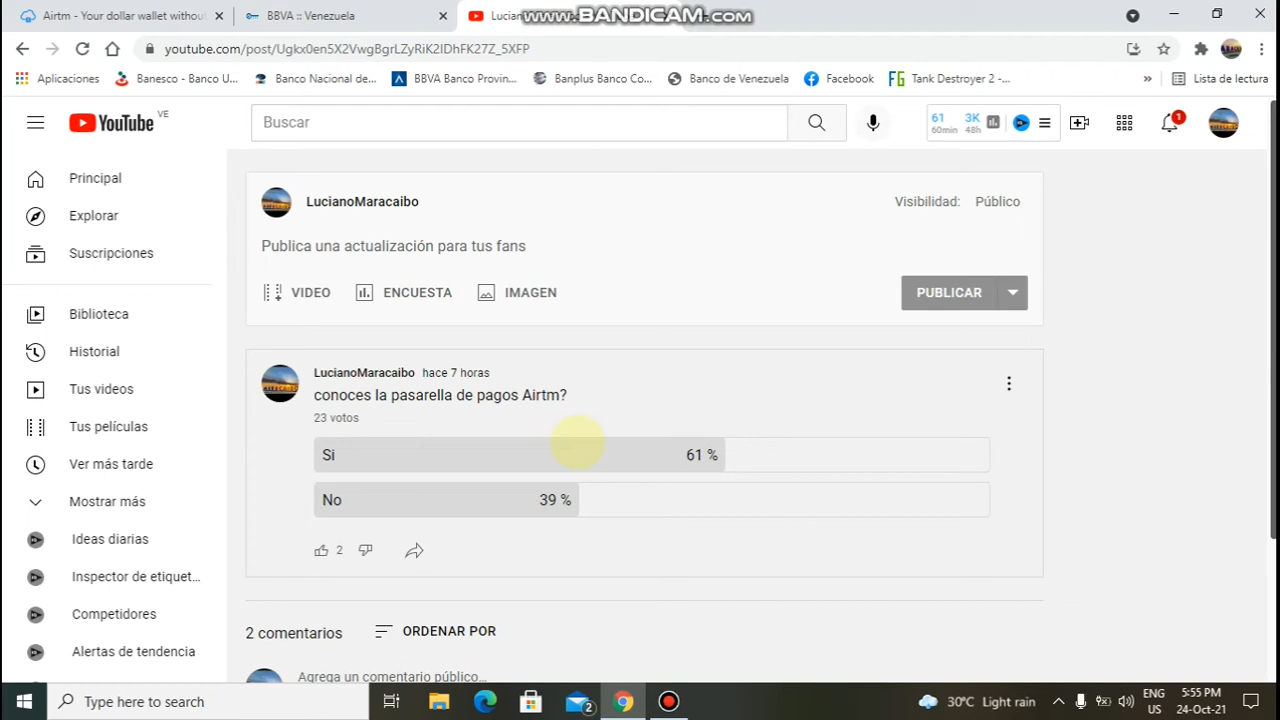 Airtm - Your dollar wallet withou
BBVA :: Venezuela
Lucian
www.BANDICAM.com
youtube.com/post/Ugkx0en5X2VwgBgrLZyRiK2IDhFK27Z_5XFP
Aplicaciones
Banesco - Banco U...
Banco Nacional de...
BBVA Banco Provin...
Banplus Banco Co...
Banco de Venezuela
Facebook
Tank Destroyer 2 -...
»
Lista de lectura
YouTube VE
Buscar
61 60min
3K 48h
1
Principal
Explorar
Suscripciones
Biblioteca
Historial
Tus videos
Tus películas
Ver más tarde
Mostrar más
Ideas diarias
Inspector de etiquet...
Competidores
Alertas de tendencia
LucianoMaracaibo
Visibilidad: Público
Publica una actualización para tus fans
VIDEO
ENCUESTA
IMAGEN
PUBLICAR
LucianoMaracaibo hace 7 horas
conoces la pasarella de pagos Airtm?
23 votos
Si 61 %
No 39 %
2
2 comentarios
ORDENAR POR
Agrega un comentario público...
Type here to search
2
30°C Light rain
ENG
US
5:55 PM
24-Oct-21